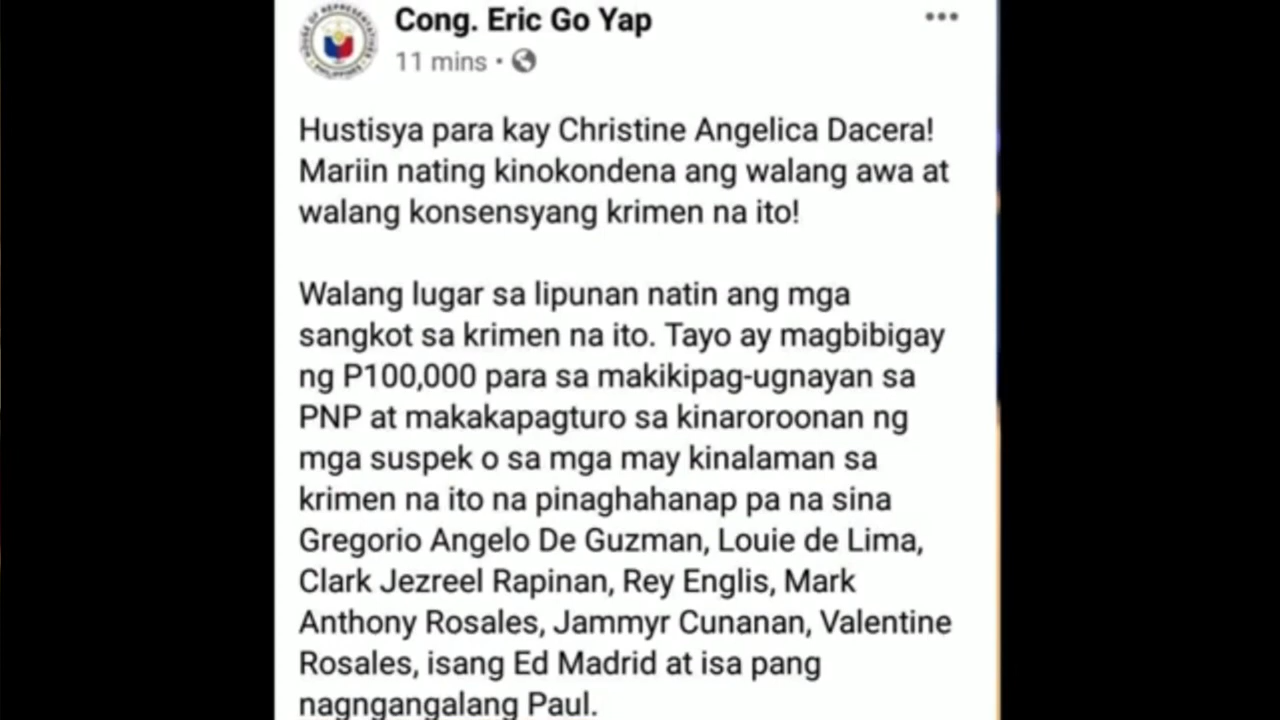 Cong. Eric Go Yap
11 mins •
Hustisya para kay Christine Angelica Dacera!
Mariin nating kinokondena ang walang awa at
walang konsensyang krimen na ito!
Walang lugar sa lipunan natin ang mga
sangkot sa krimen na ito. Tayo ay magbibigay
ng P100,000 para sa makikipag-ugnayan sa
PNP at makakapagturo sa kinaroroonan ng
mga suspek o sa mga may kinalaman sa
krimen na ito na pinaghahanap pa na sina
Gregorio Angelo De Guzman, Louie de Lima,
Clark Jezreel Rapinan, Rey Englis, Mark
Anthony Rosales, Jammyr Cunanan, Valentine
Rosales, isang Ed Madrid at isa pang
nagngangalang Paul.